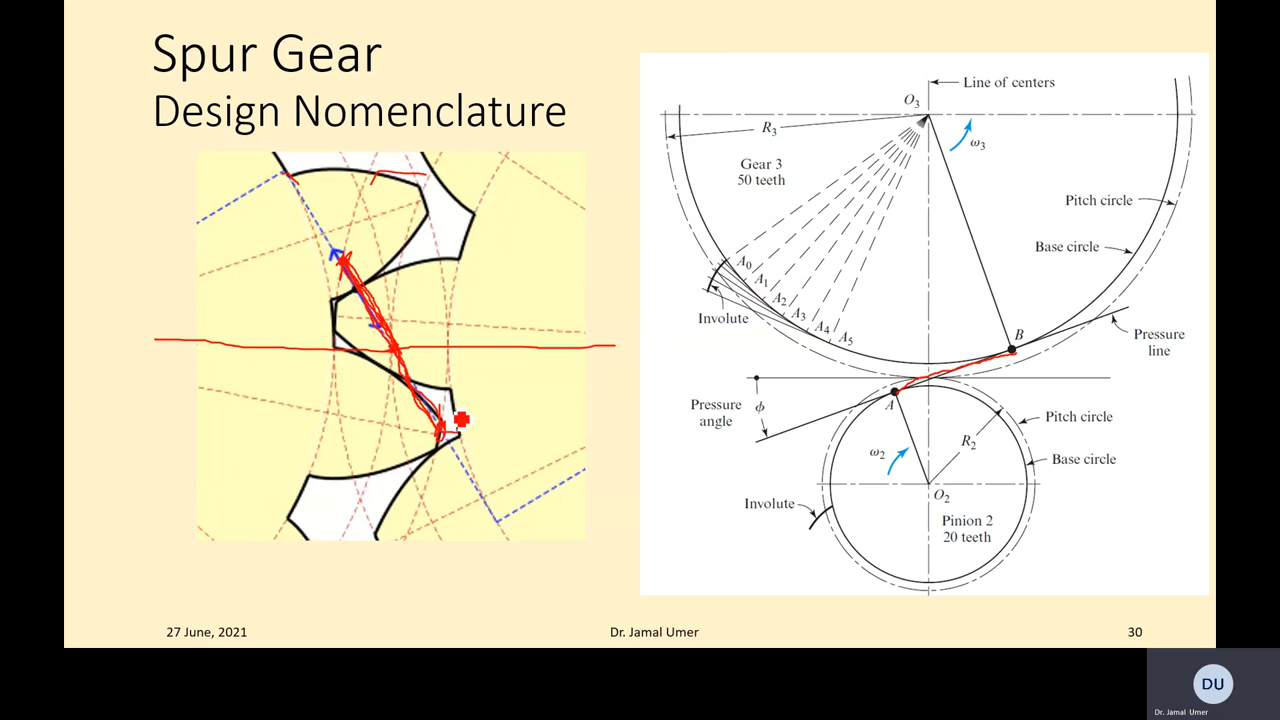 Spur Gear
Design Nomenclature
Line of centers
O3
R3
ω3
Gear 3
50 teeth
Pitch circle
Base circle
A0
A1
A2
A3
A4
A5
Involute
B
Pressure
line
A
Pressure
angle
ϕ
Pitch circle
R2
Base circle
ω2
O2
Involute
Pinion 2
20 teeth
27 June, 2021
Dr. Jamal Umer
30
DU
Dr. Jamal Umer